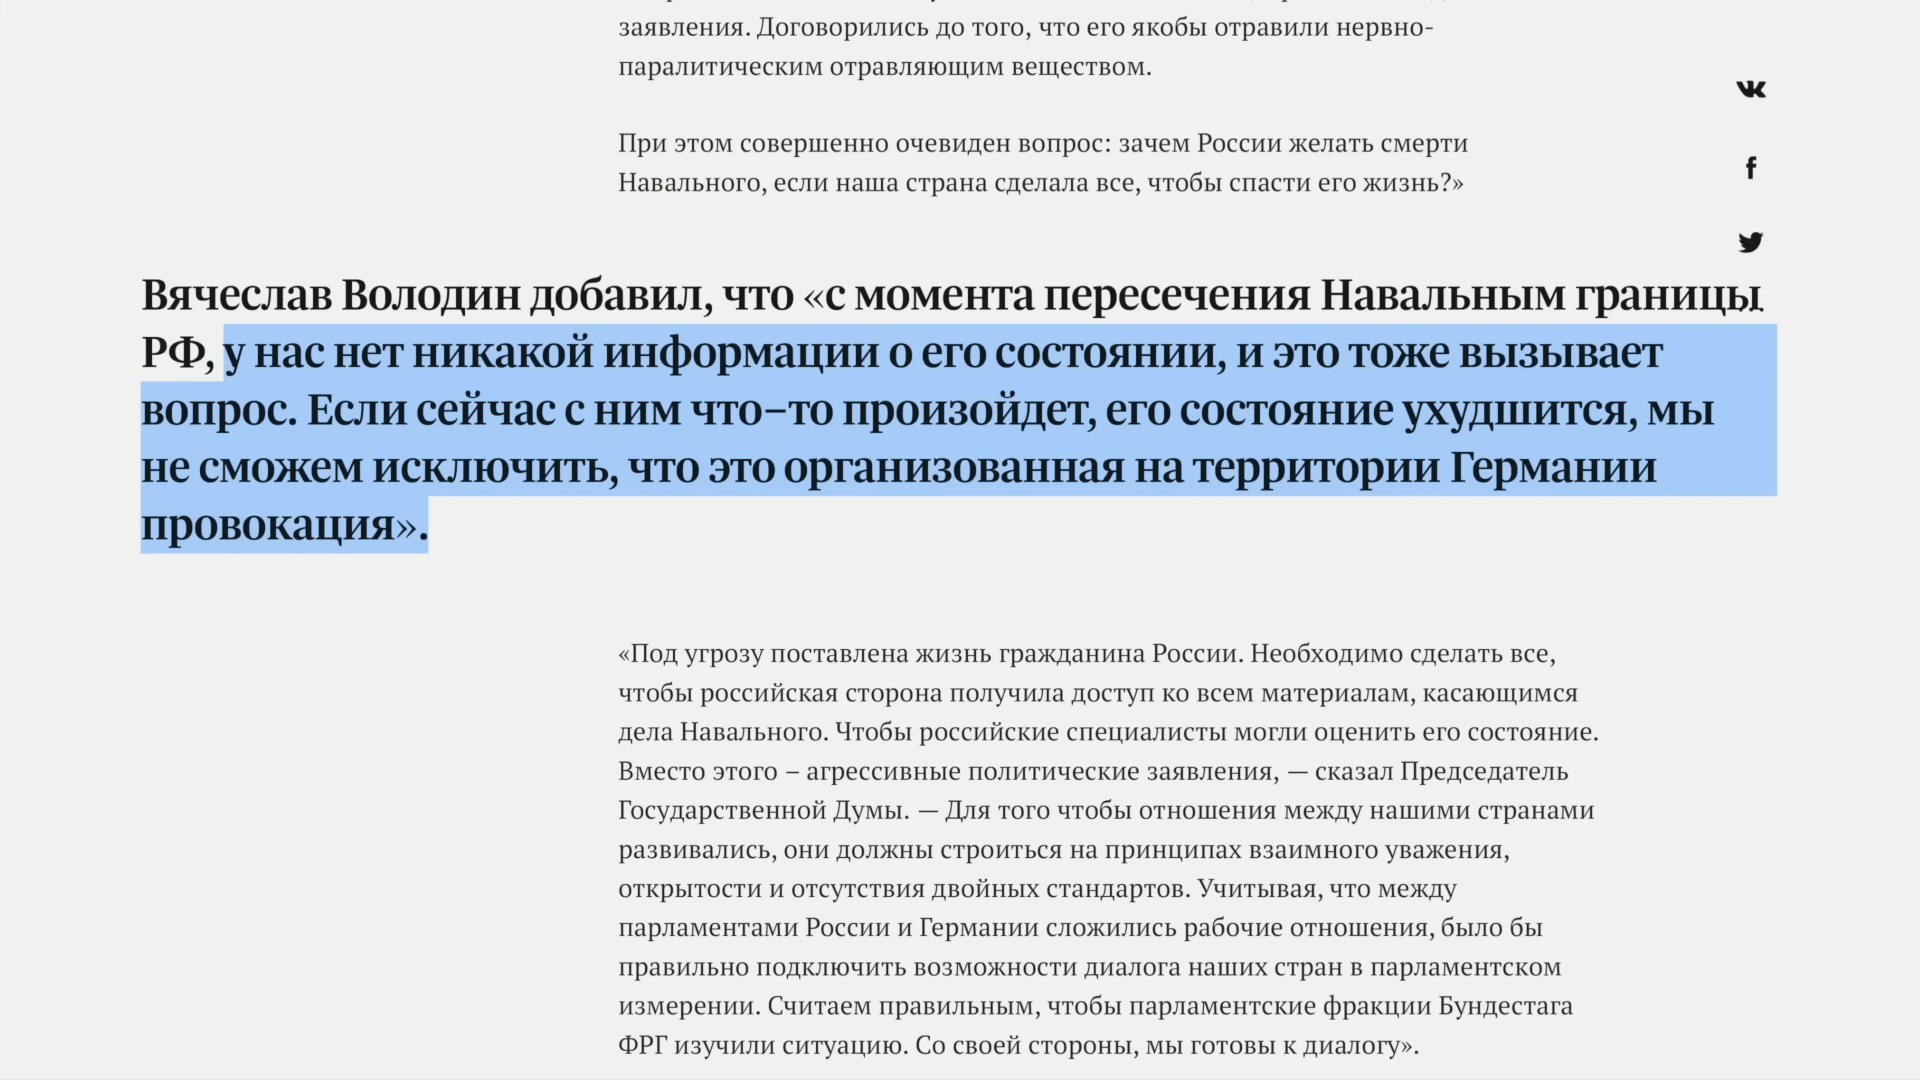 заявления. Договорились до того, что его якобы отравили нервно-
паралитическим отравляющим веществом.
При этом совершенно очевиден вопрос: зачем России желать смерти
Навального, если наша страна сделала все, чтобы спасти его жизнь?»
Вячеслав Володин добавил, что «с момента пересечения Навальным границы
РФ, у нас нет никакой информации о его состоянии, и это тоже вызывает
вопрос. Если сейчас с ним что–то произойдет, его состояние ухудшится, мы
не сможем исключить, что это организованная на территории Германии
провокация».
«Под угрозу поставлена жизнь гражданина России. Необходимо сделать все,
чтобы российская сторона получила доступ ко всем материалам, касающимся
дела Навального. Чтобы российские специалисты могли оценить его состояние.
Вместо этого – агрессивные политические заявления, — сказал Председатель
Государственной Думы. — Для того чтобы отношения между нашими странами
развивались, они должны строиться на принципах взаимного уважения,
открытости и отсутствия двойных стандартов. Учитывая, что между
парламентами России и Германии сложились рабочие отношения, было бы
правильно подключить возможности диалога наших стран в парламентском
измерении. Считаем правильным, чтобы парламентские фракции Бундестага
ФРГ изучили ситуацию. Со своей стороны, мы готовы к диалогу».